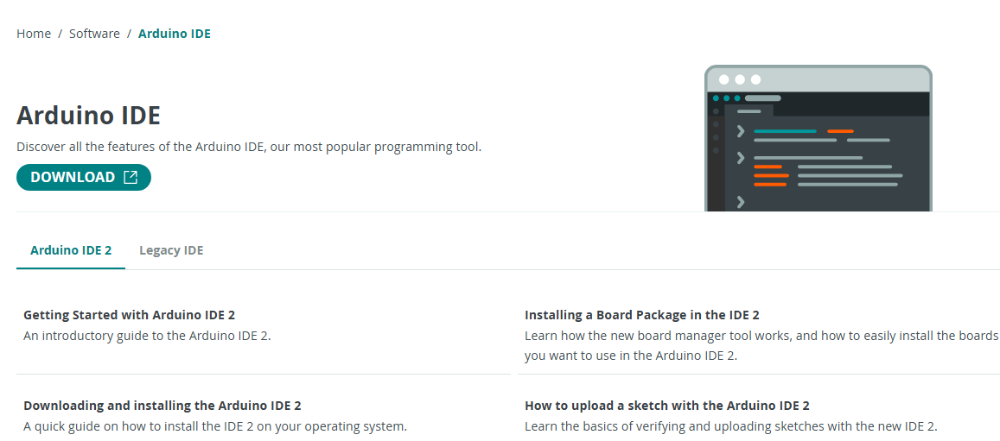 Home / Software / Arduino IDE
Arduino IDE
Discover all the features of the Arduino IDE, our most popular programming tool.
DOWNLOAD
Arduino IDE 2
Legacy IDE
Getting Started with Arduino IDE 2
An introductory guide to the Arduino IDE 2.
Installing a Board Package in the IDE 2
Learn how the new board manager tool works, and how to easily install the boards
you want to use in the Arduino IDE 2.
Downloading and installing the Arduino IDE 2
A quick guide on how to install the IDE 2 on your operating system.
How to upload a sketch with the Arduino IDE 2
Learn the basics of verifying and uploading sketches with the new IDE 2.